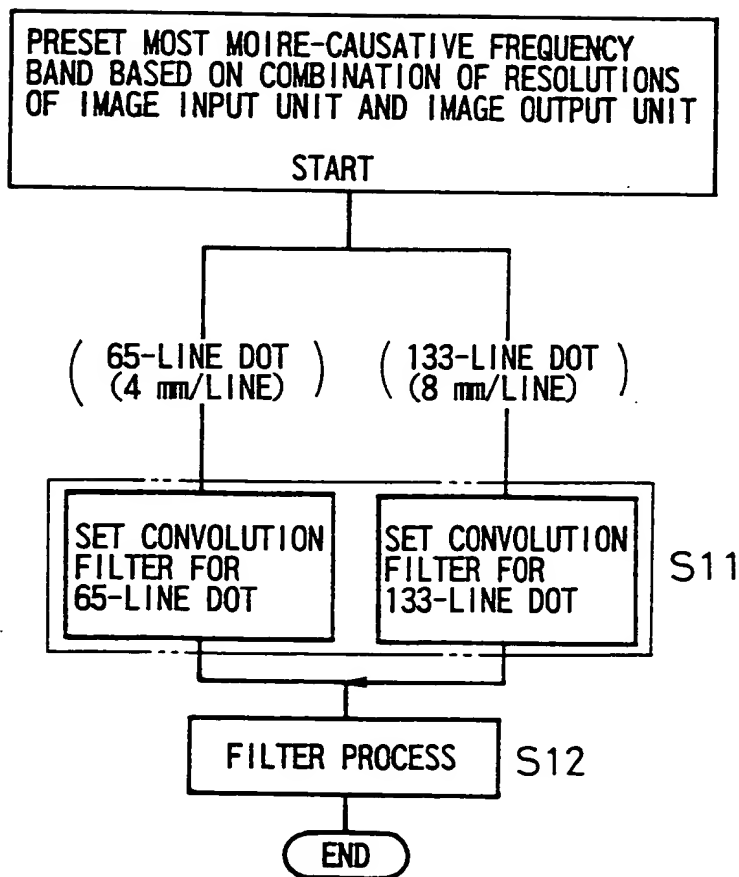 PRESET MOST MOIRE-CAUSATIVE FREQUENCY
BAND BASED ON COMBINATION OF RESOLUTIONS
OF IMAGE INPUT UNIT AND IMAGE OUTPUT UNIT
START
( 65-LINE DOT
(4 mm/LINE) )
( 133-LINE DOT
(8 mm/LINE) )
SET CONVOLUTION
FILTER FOR
65-LINE DOT
SET CONVOLUTION
FILTER FOR
133-LINE DOT
S11
FILTER PROCESS
S12
END